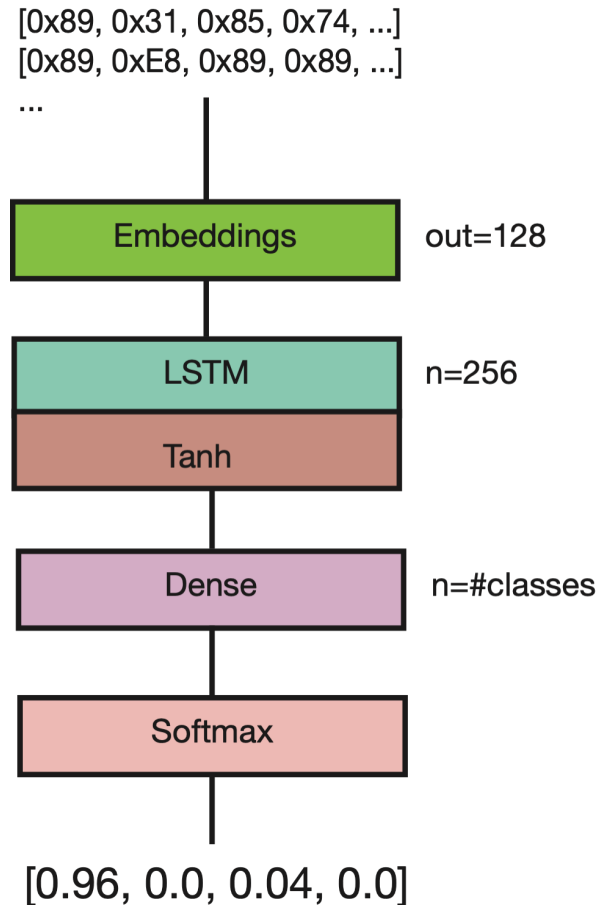 [0x89, 0x31, 0x85, 0x74, ...]
[0x89, 0xE8, 0x89, 0x89, ...]
...
Embeddings out=128
LSTM n=256
Tanh
Dense n=#classes
Softmax
[0.96, 0.0, 0.04, 0.0]